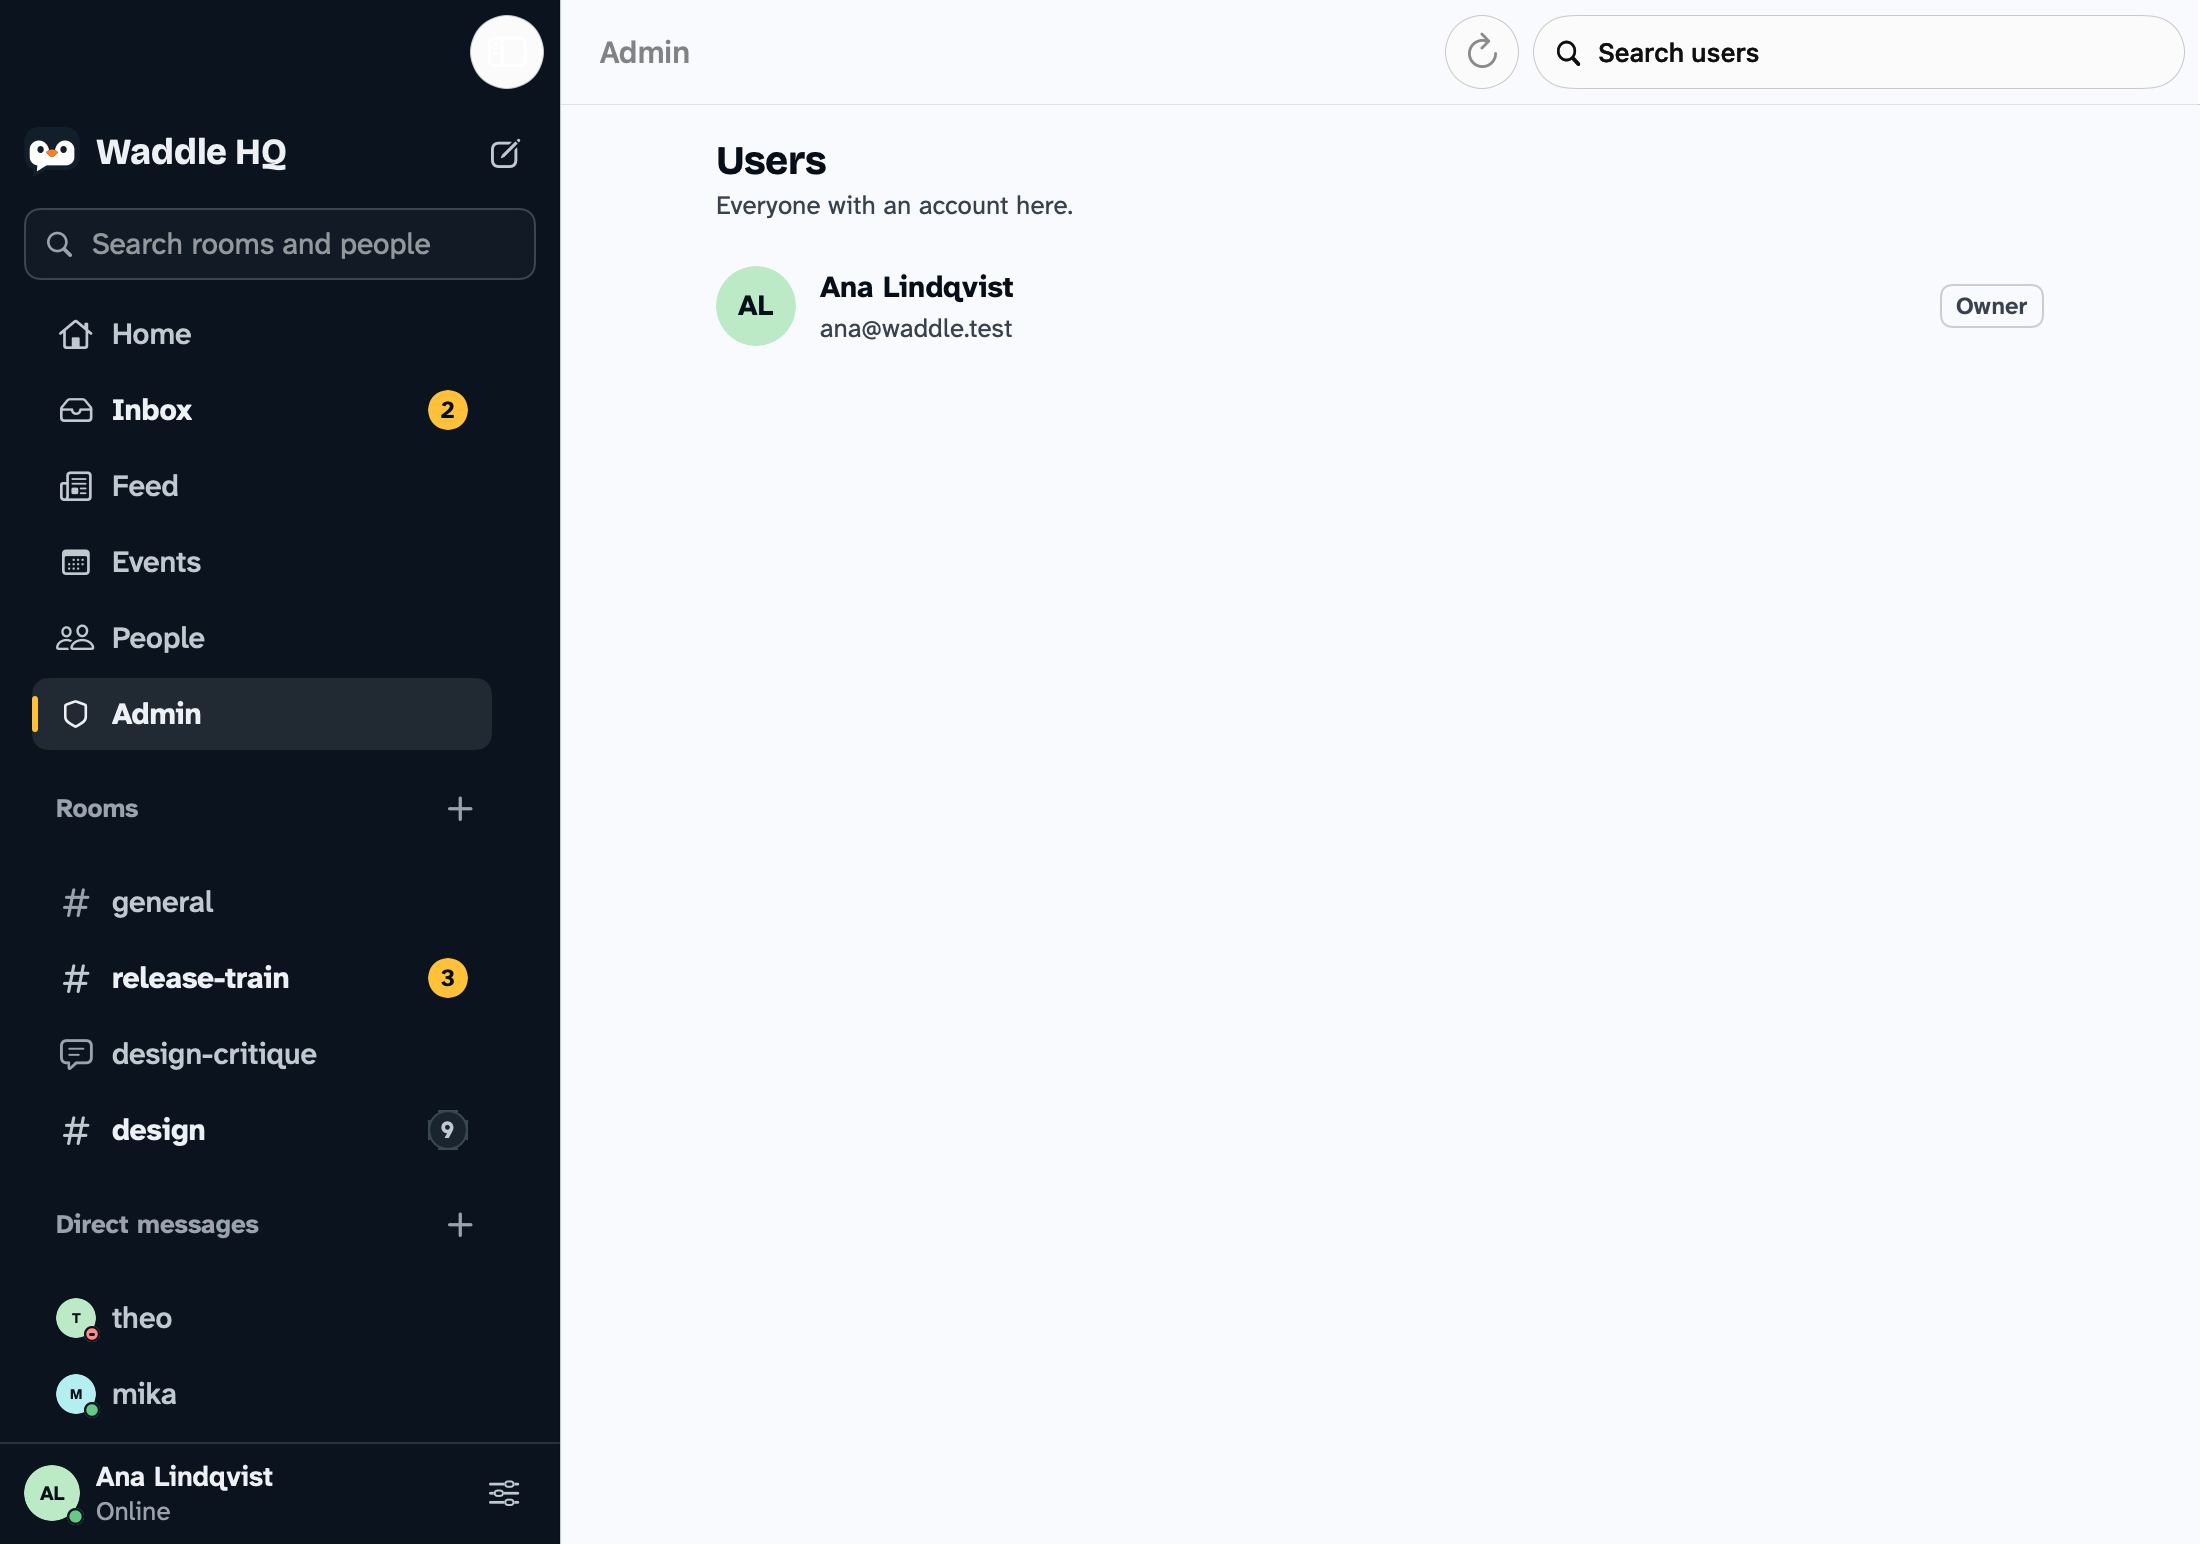 Waddle HQ
Search rooms and people
Home
Inbox 2
Feed
Events
People
Admin
Rooms
# general
# release-train 3
design-critique
# design 9
Direct messages
T theo
M mika
AL Ana Lindqvist
Online
Admin
Search users
Users
Everyone with an account here.
AL Ana Lindqvist Owner
ana@waddle.test